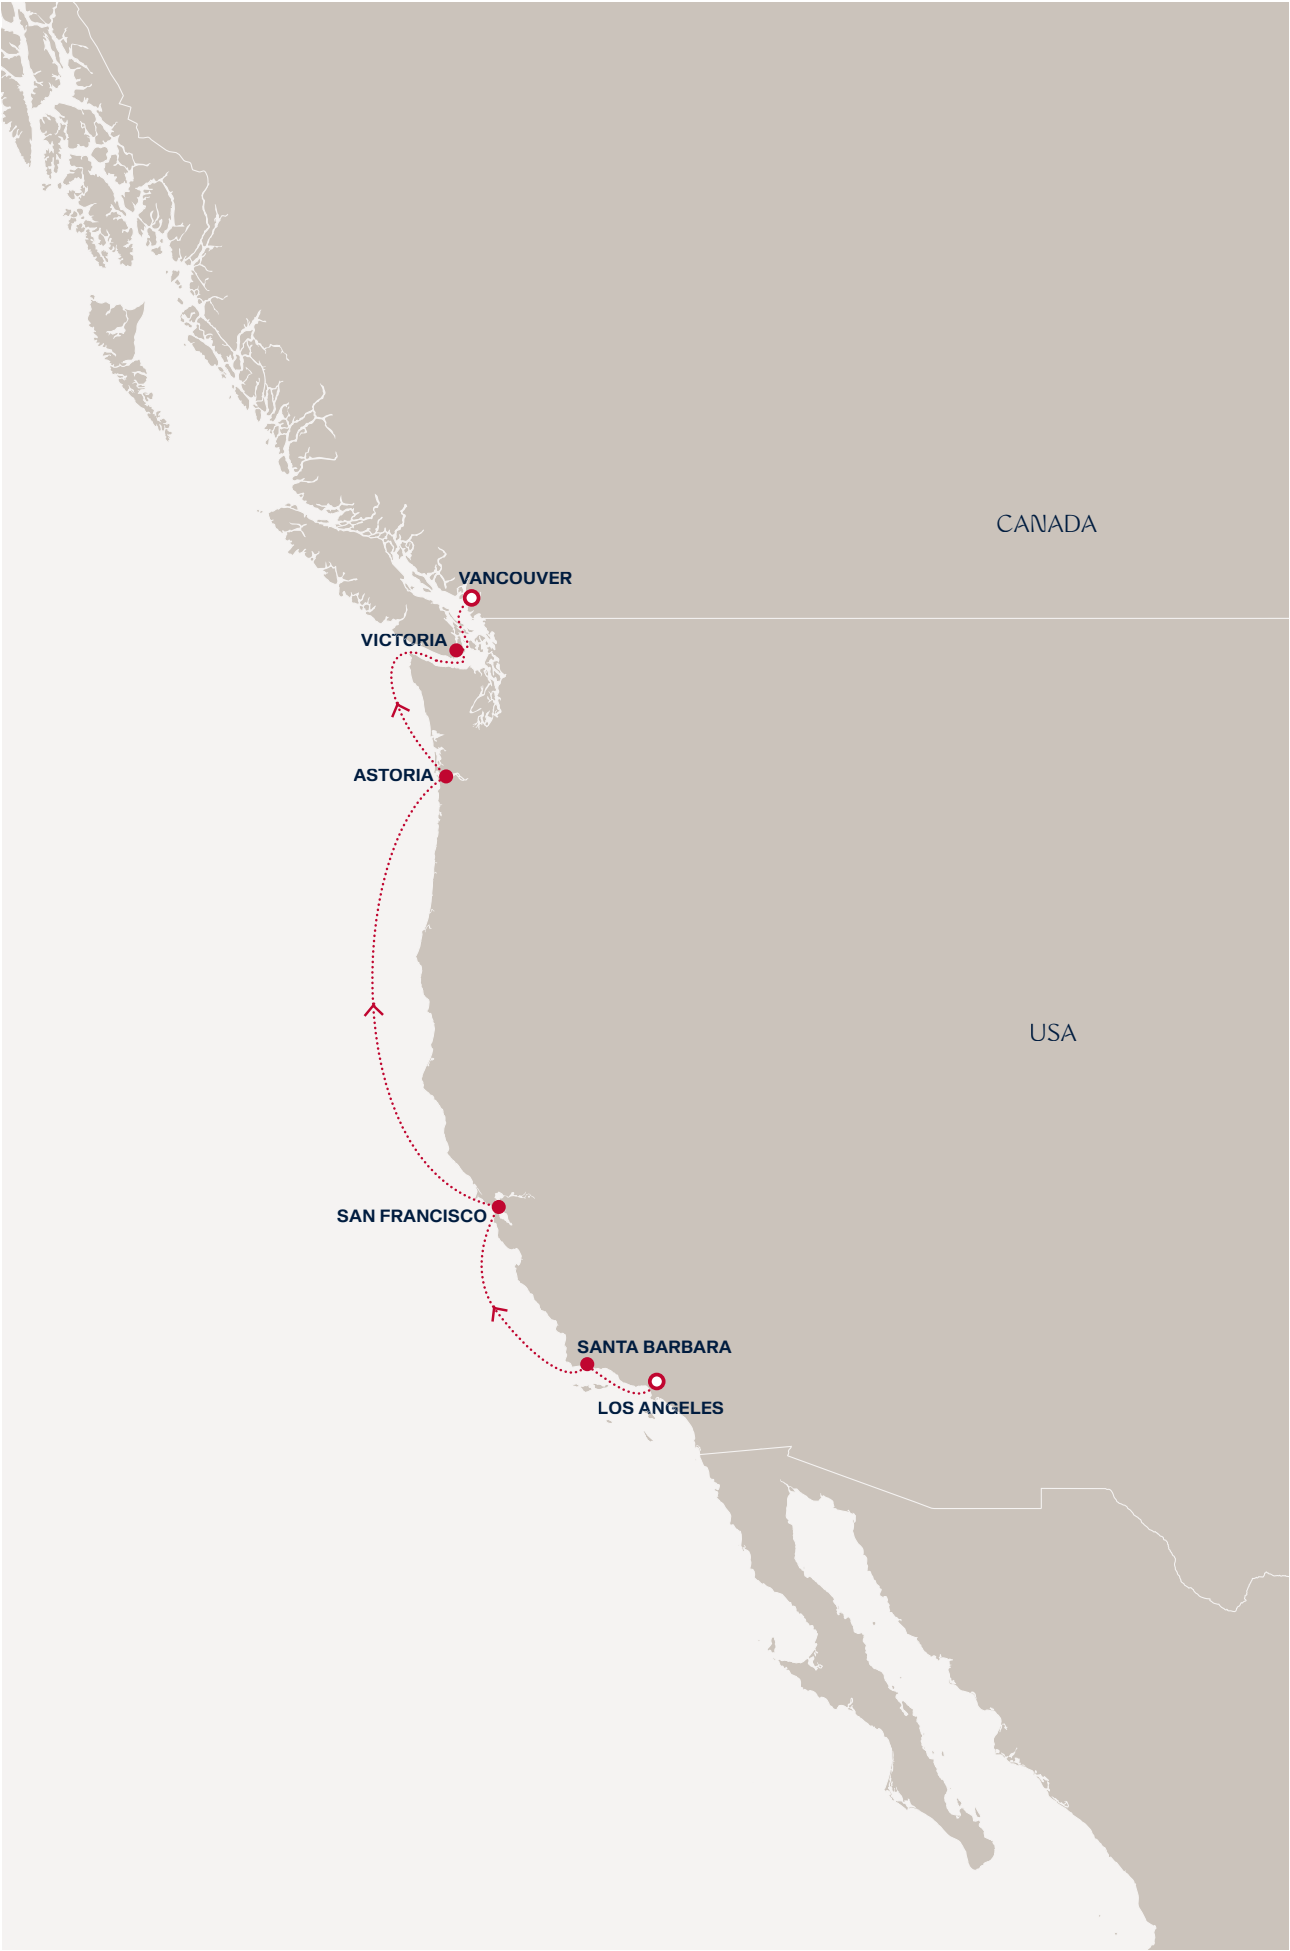 CANADA
VANCOUVER
VICTORIA
ASTORIA
USA
SAN FRANCISCO
SANTA BARBARA
LOS ANGELES